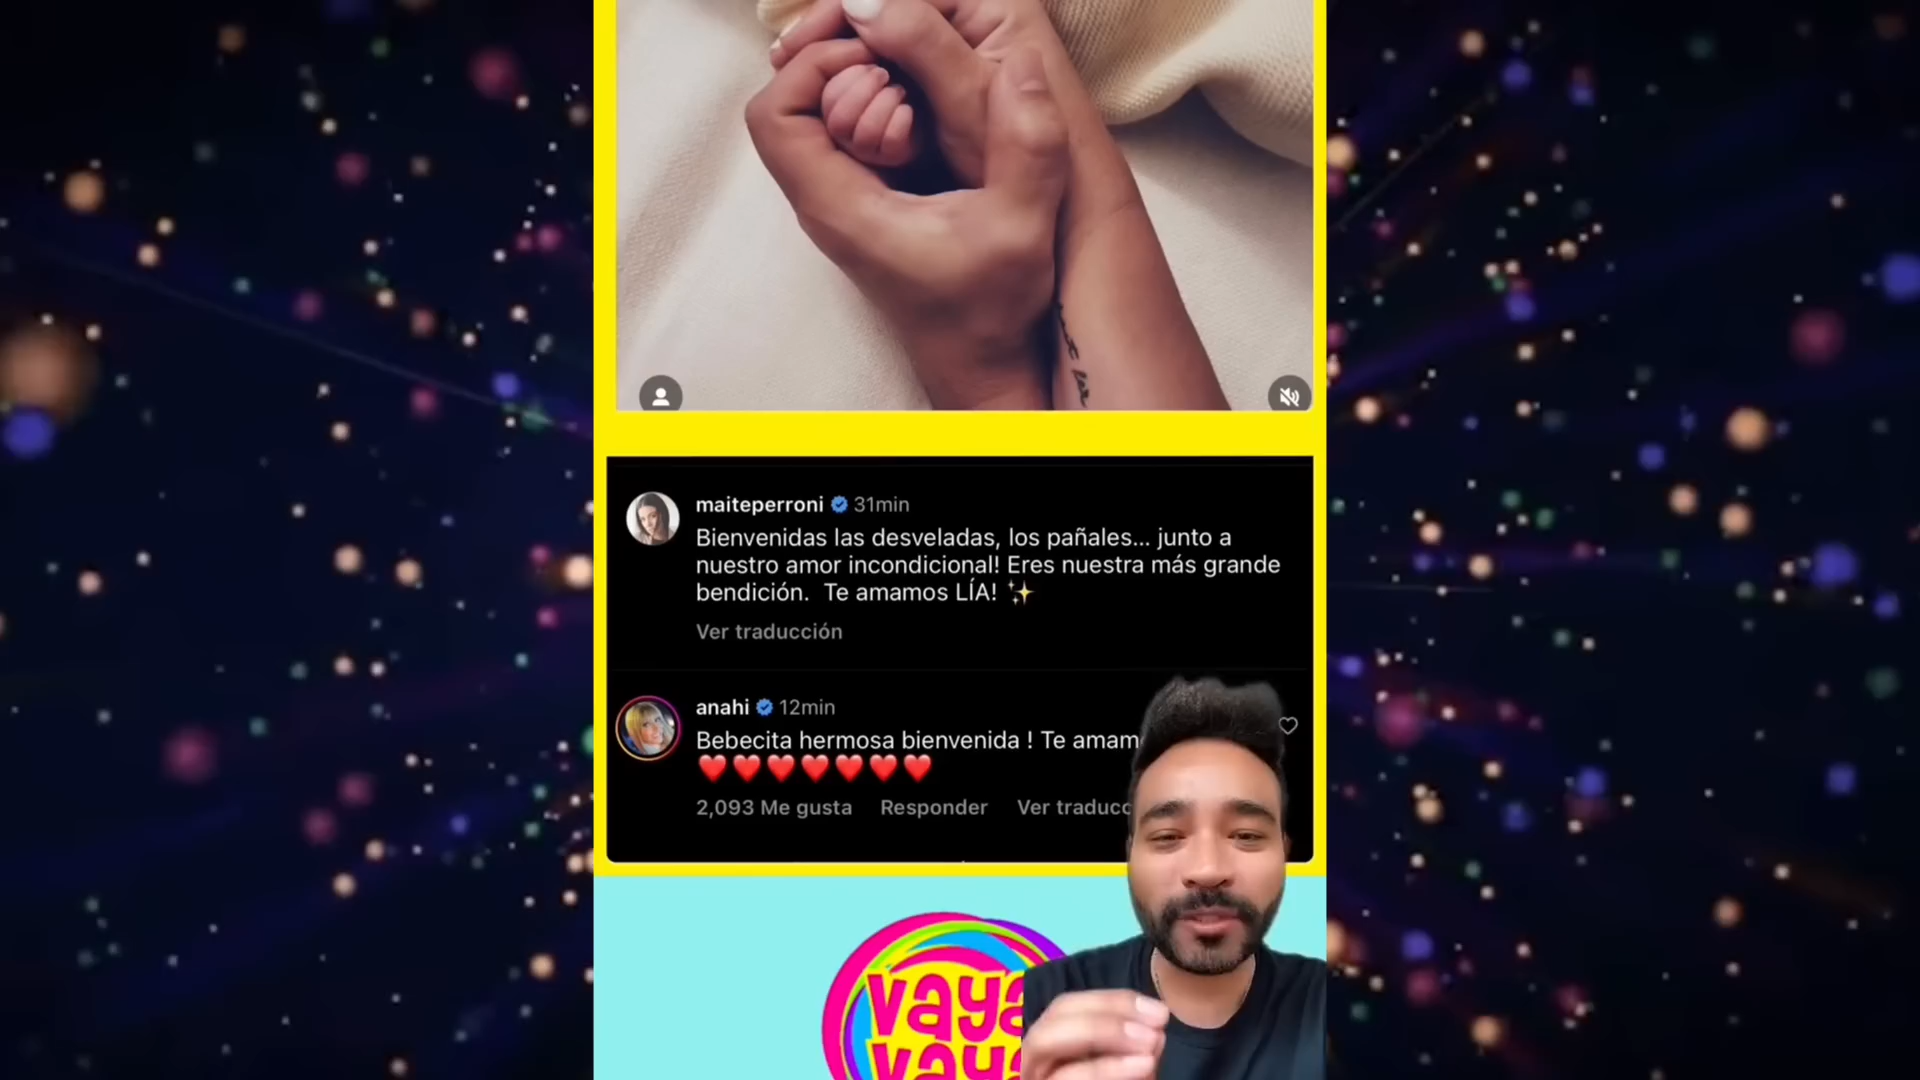 maiteperroni 31min
Bienvenidas las desveladas, los pañales... junto a
nuestro amor incondicional! Eres nuestra más grande
bendición. Te amamos LÍA! ✨
Ver traducción
anahi 12min
Bebecita hermosa bienvenida ! Te amam
❤️❤️❤️❤️❤️❤️❤️
2,093 Me gusta Responder Ver traducc
vaya
vaya